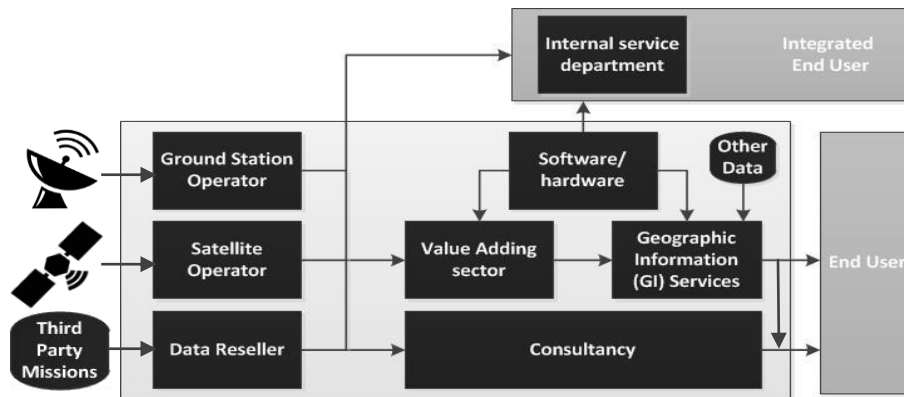 Internal service
department
Integrated
End User
Ground Station
Operator
Software/
hardware
Other
Data
Satellite
Operator
Value Adding
sector
Geographic
Information
(GI) Services
End User
Third
Party
Missions
Data Reseller
Consultancy